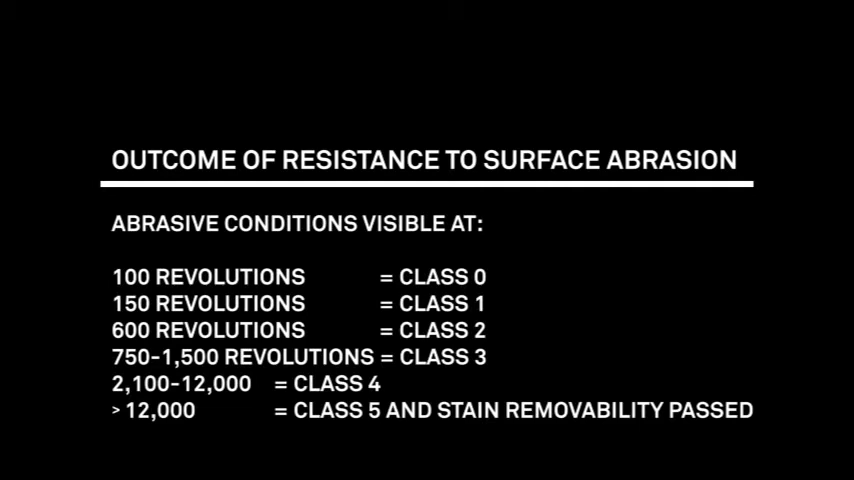 OUTCOME OF RESISTANCE TO SURFACE ABRASION
ABRASIVE CONDITIONS VISIBLE AT:
100 REVOLUTIONS = CLASS 0
150 REVOLUTIONS = CLASS 1
600 REVOLUTIONS = CLASS 2
750-1,500 REVOLUTIONS = CLASS 3
2,100-12,000 = CLASS 4
> 12,000 = CLASS 5 AND STAIN REMOVABILITY PASSED